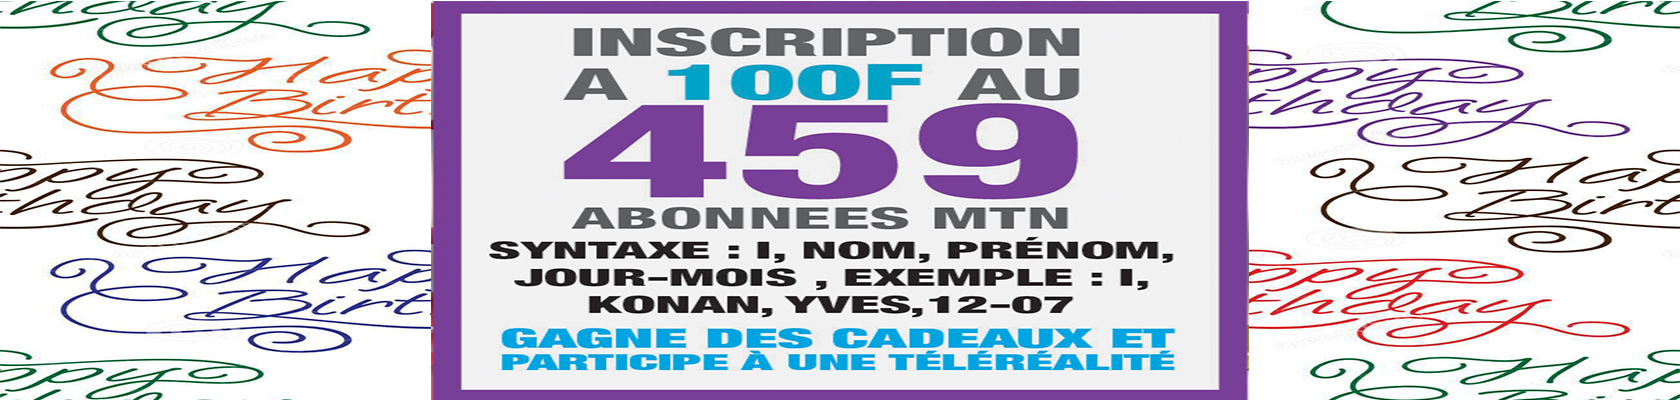 INSCRIPTION
A 100F AU
459
ABONNEES MTN
SYNTAXE : I, NOM, PRÉNOM,
JOUR-MOIS , EXEMPLE : I,
KONAN, YVES,12-07
GAGNE DES CADEAUX ET
PARTICIPE À UNE TÉLÉRÉALITÉ